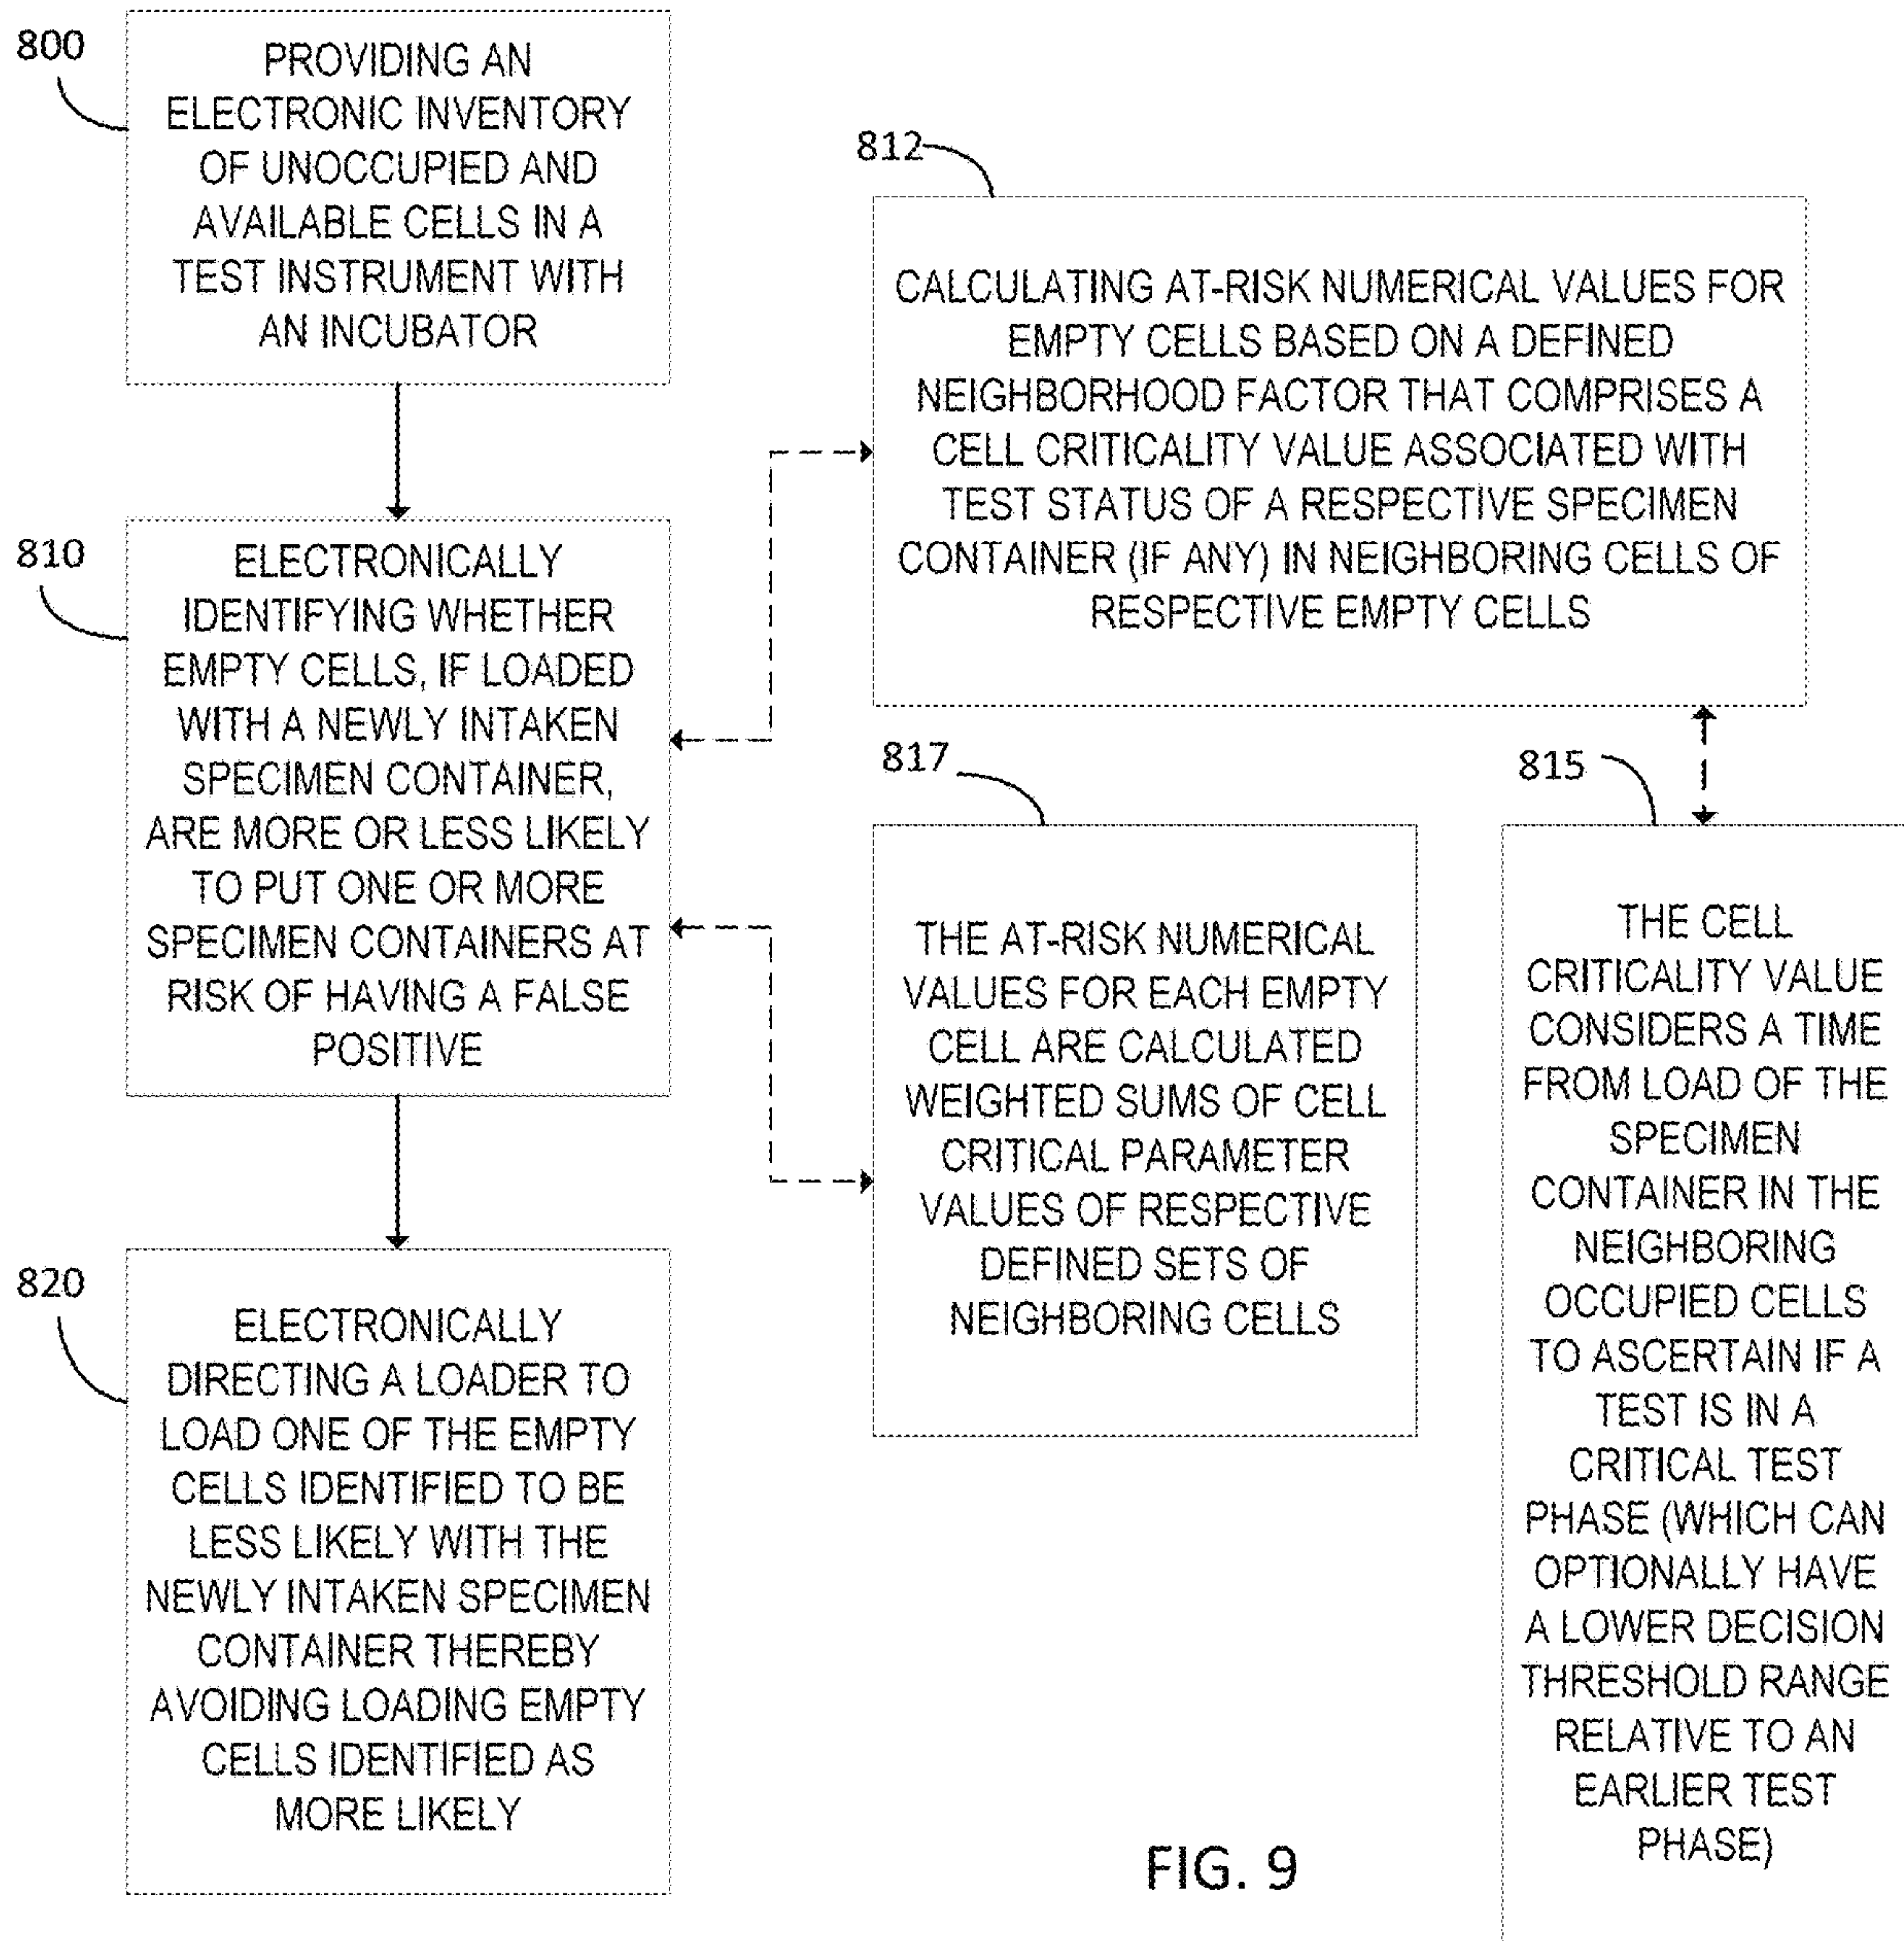 800
PROVIDING AN
ELECTRONIC INVENTORY
OF UNOCCUPIED AND
AVAILABLE CELLS IN A
TEST INSTRUMENT WITH
AN INCUBATOR
810
ELECTRONICALLY
IDENTIFYING WHETHER
EMPTY CELLS, IF LOADED
WITH A NEWLY INTAKEN
SPECIMEN CONTAINER,
ARE MORE OR LESS LIKELY
TO PUT ONE OR MORE
SPECIMEN CONTAINERS AT
RISK OF HAVING A FALSE
POSITIVE
820
ELECTRONICALLY
DIRECTING A LOADER TO
LOAD ONE OF THE EMPTY
CELLS IDENTIFIED TO BE
LESS LIKELY WITH THE
NEWLY INTAKEN SPECIMEN
CONTAINER THEREBY
AVOIDING LOADING EMPTY
CELLS IDENTIFIED AS
MORE LIKELY
812
CALCULATING AT-RISK NUMERICAL VALUES FOR
EMPTY CELLS BASED ON A DEFINED
NEIGHBORHOOD FACTOR THAT COMPRISES A
CELL CRITICALITY VALUE ASSOCIATED WITH
TEST STATUS OF A RESPECTIVE SPECIMEN
CONTAINER (IF ANY) IN NEIGHBORING CELLS OF
RESPECTIVE EMPTY CELLS
817
THE AT-RISK NUMERICAL
VALUES FOR EACH EMPTY
CELL ARE CALCULATED
WEIGHTED SUMS OF CELL
CRITICAL PARAMETER
VALUES OF RESPECTIVE
DEFINED SETS OF
NEIGHBORING CELLS
815
THE CELL
CRITICALITY VALUE
CONSIDERS A TIME
FROM LOAD OF THE
SPECIMEN
CONTAINER IN THE
NEIGHBORING
OCCUPIED CELLS
TO ASCERTAIN IF A
TEST IS IN A
CRITICAL TEST
PHASE (WHICH CAN
OPTIONALLY HAVE
A LOWER DECISION
THRESHOLD RANGE
RELATIVE TO AN
EARLIER TEST
PHASE)
FIG. 9